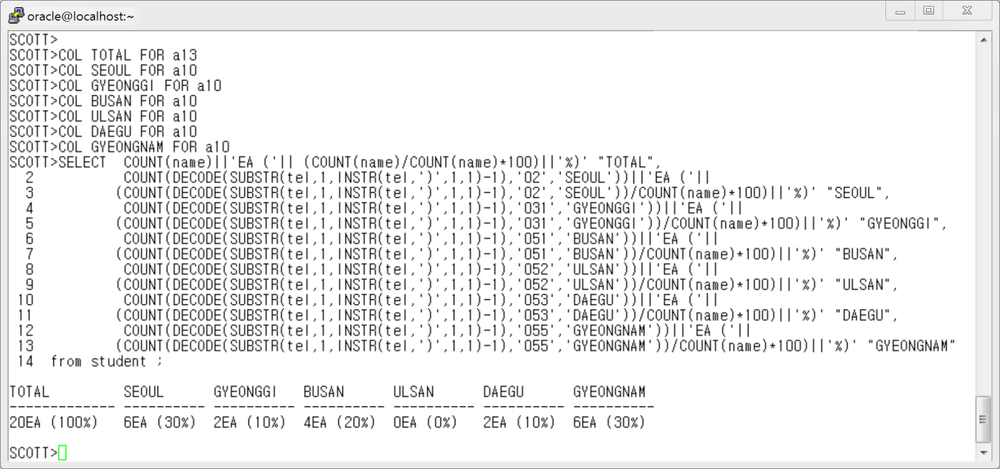 oracle@localhost:~
SCOTT>
SCOTT>COL TOTAL FOR a13
SCOTT>COL SEOUL FOR a10
SCOTT>COL GYEONGGI FOR a10
SCOTT>COL BUSAN FOR a10
SCOTT>COL ULSAN FOR a10
SCOTT>COL DAEGU FOR a10
SCOTT>COL GYEONGNAM FOR a10
SCOTT>SELECT  COUNT(name)||'EA ('|| (COUNT(name)/COUNT(name)*100)||'%)' "TOTAL",
  2           COUNT(DECODE(SUBSTR(tel,1,INSTR(tel,')',1,1)-1),'02','SEOUL'))||'EA ('||
  3          (COUNT(DECODE(SUBSTR(tel,1,INSTR(tel,')',1,1)-1),'02','SEOUL'))/COUNT(name)*100)||'%)' "SEOUL",
  4           COUNT(DECODE(SUBSTR(tel,1,INSTR(tel,')',1,1)-1),'031','GYEONGGI'))||'EA ('||
  5          (COUNT(DECODE(SUBSTR(tel,1,INSTR(tel,')',1,1)-1),'031','GYEONGGI'))/COUNT(name)*100)||'%)' "GYEONGGI",
  6           COUNT(DECODE(SUBSTR(tel,1,INSTR(tel,')',1,1)-1),'051','BUSAN'))||'EA ('||
  7          (COUNT(DECODE(SUBSTR(tel,1,INSTR(tel,')',1,1)-1),'051','BUSAN'))/COUNT(name)*100)||'%)' "BUSAN",
  8           COUNT(DECODE(SUBSTR(tel,1,INSTR(tel,')',1,1)-1),'052','ULSAN'))||'EA ('||
  9          (COUNT(DECODE(SUBSTR(tel,1,INSTR(tel,')',1,1)-1),'052','ULSAN'))/COUNT(name)*100)||'%)' "ULSAN",
 10           COUNT(DECODE(SUBSTR(tel,1,INSTR(tel,')',1,1)-1),'053','DAEGU'))||'EA ('||
 11          (COUNT(DECODE(SUBSTR(tel,1,INSTR(tel,')',1,1)-1),'053','DAEGU'))/COUNT(name)*100)||'%)' "DAEGU",
 12           COUNT(DECODE(SUBSTR(tel,1,INSTR(tel,')',1,1)-1),'055','GYEONGNAM'))||'EA ('||
 13          (COUNT(DECODE(SUBSTR(tel,1,INSTR(tel,')',1,1)-1),'055','GYEONGNAM'))/COUNT(name)*100)||'%)' "GYEONGNAM"
 14  from student ;
TOTAL         SEOUL      GYEONGGI   BUSAN      ULSAN      DAEGU      GYEONGNAM
------------- ---------- ---------- ---------- ---------- ---------- ----------
20EA (100%)   6EA (30%)  2EA (10%)  4EA (20%)  0EA (0%)   2EA (10%)  6EA (30%)
SCOTT>